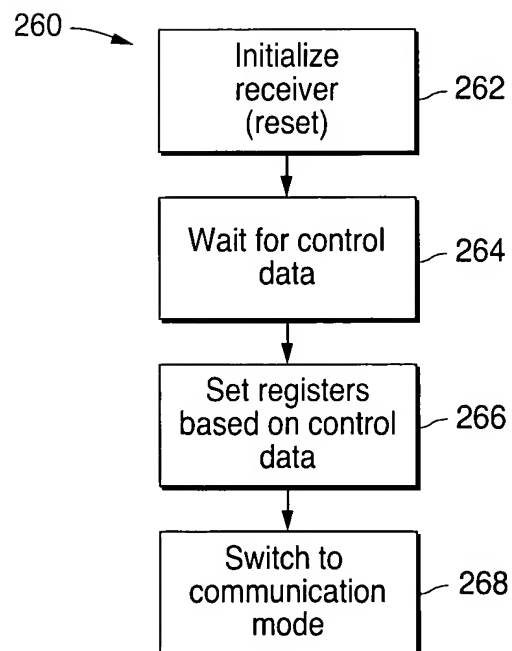 260
Initialize
receiver
(reset)
262
Wait for control
data
264
Set registers
based on control
data
266
Switch to
communication
mode
268